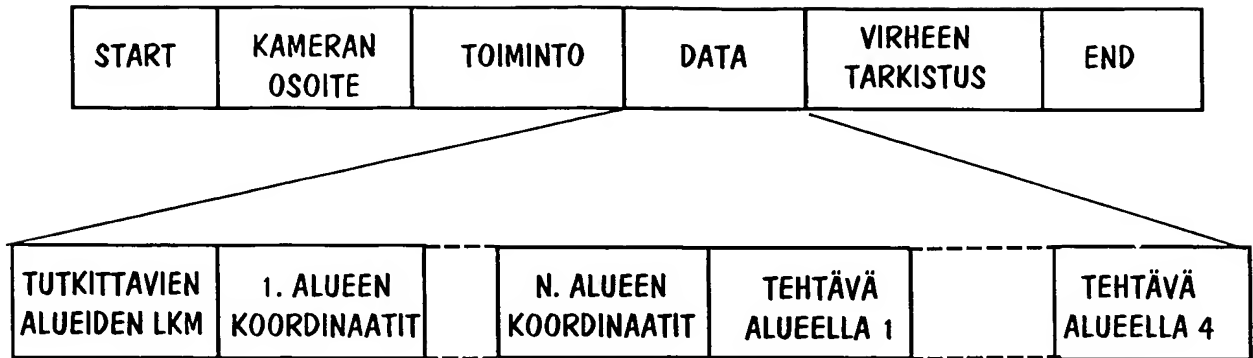 START
KAMERAN
OSOITE
TOIMINTO
DATA
VIRHEEN
TARKISTUS
END
TUTKITTAVIEN
ALUEIDEN LKM
1. ALUEEN
KOORDINAATIT
N. ALUEEN
KOORDINAATIT
TEHTÄVÄ
ALUEELLA 1
TEHTÄVÄ
ALUEELLA 4